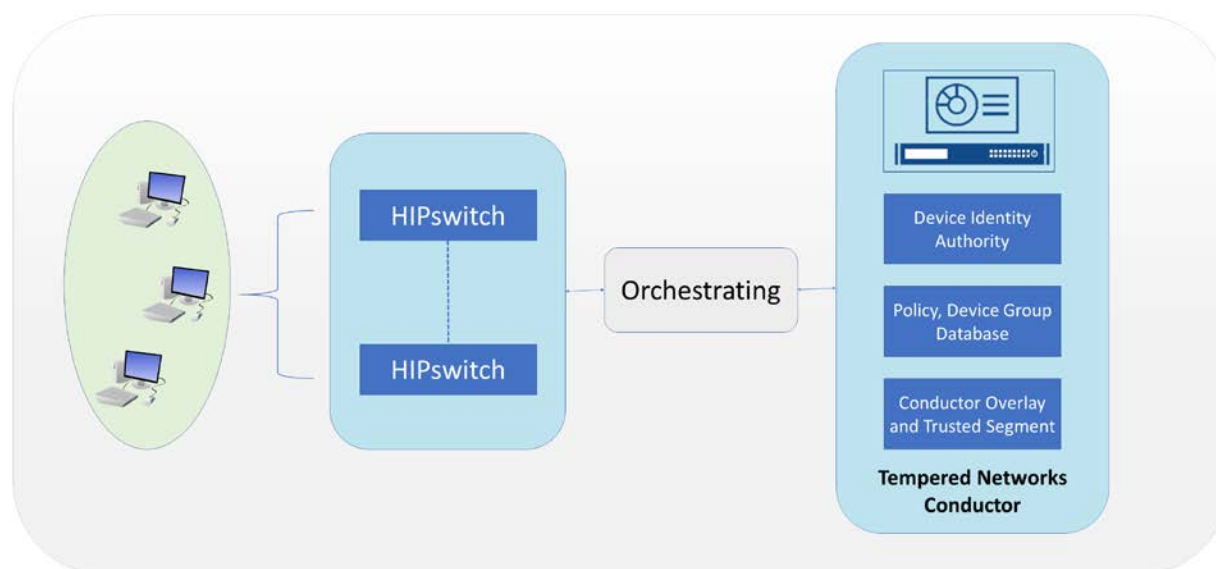 HIPswitch
HIPswitch
Orchestrating
Device Identity
Authority
Policy, Device Group
Database
Conductor Overlay
and Trusted Segment
Tempered Networks
Conductor